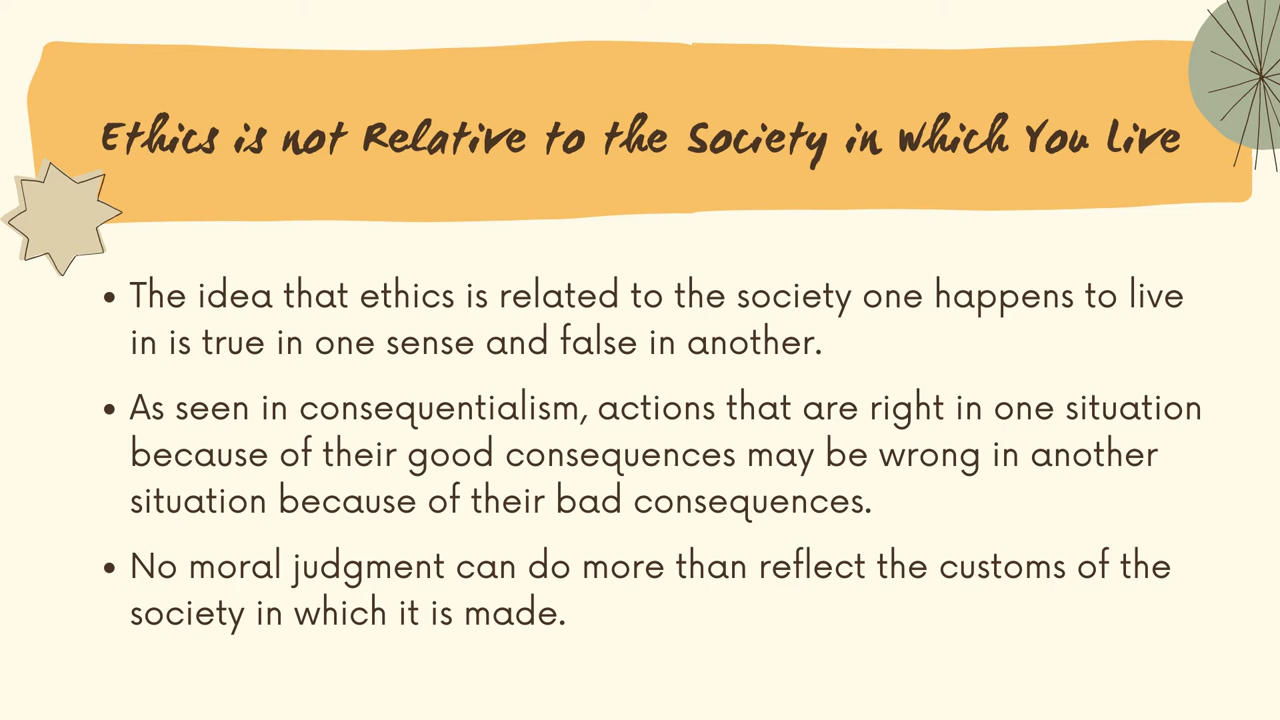 Ethics is not Relative to the Society in Which You Live
• The idea that ethics is related to the society one happens to live
in is true in one sense and false in another.
• As seen in consequentialism, actions that are right in one situation
because of their good consequences may be wrong in another
situation because of their bad consequences.
• No moral judgment can do more than reflect the customs of the
society in which it is made.